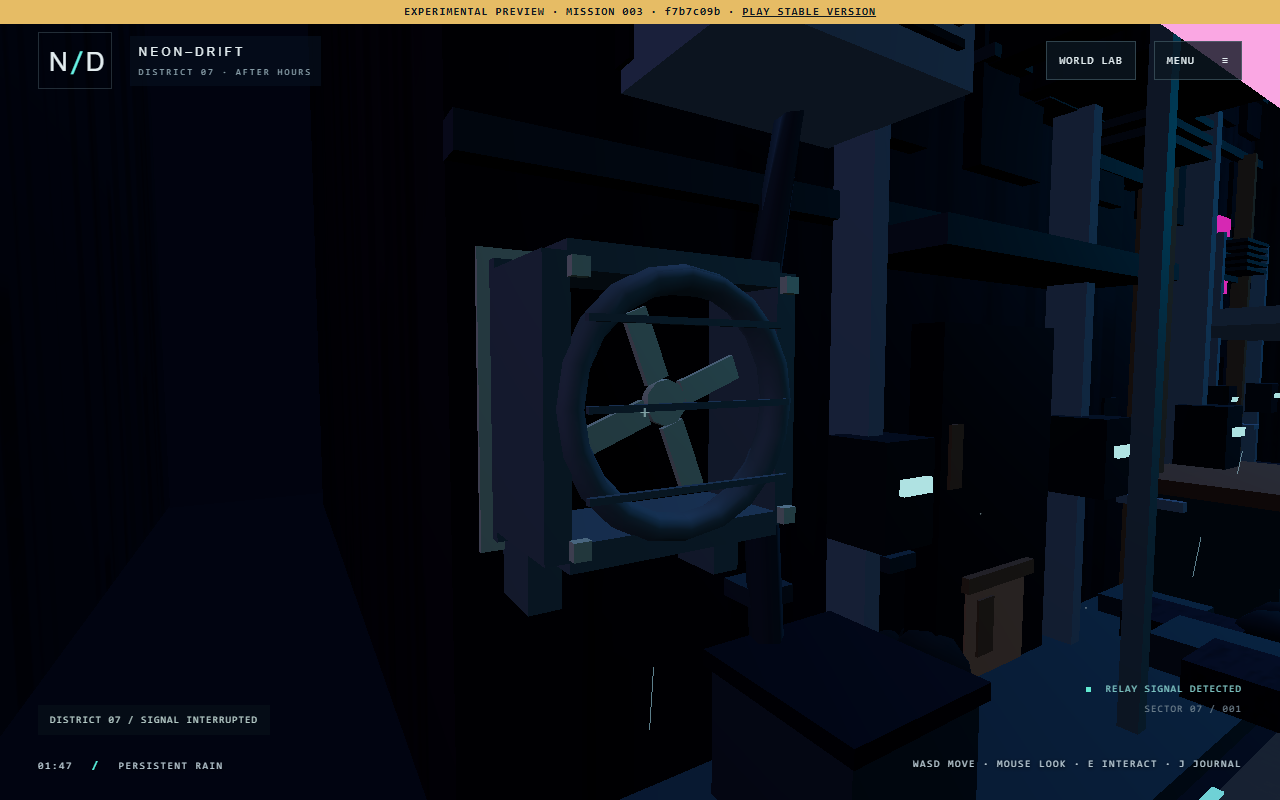 EXPERIMENTAL PREVIEW · MISSION 003 · f7b7c09b · PLAY STABLE VERSION
N/D
NEON–DRIFT
DISTRICT 07 · AFTER HOURS
WORLD LAB
MENU ≡
RELAY SIGNAL DETECTED
SECTOR 07 / 001
DISTRICT 07 / SIGNAL INTERRUPTED
01:47 / PERSISTENT RAIN
WASD MOVE · MOUSE LOOK · E INTERACT · J JOURNAL